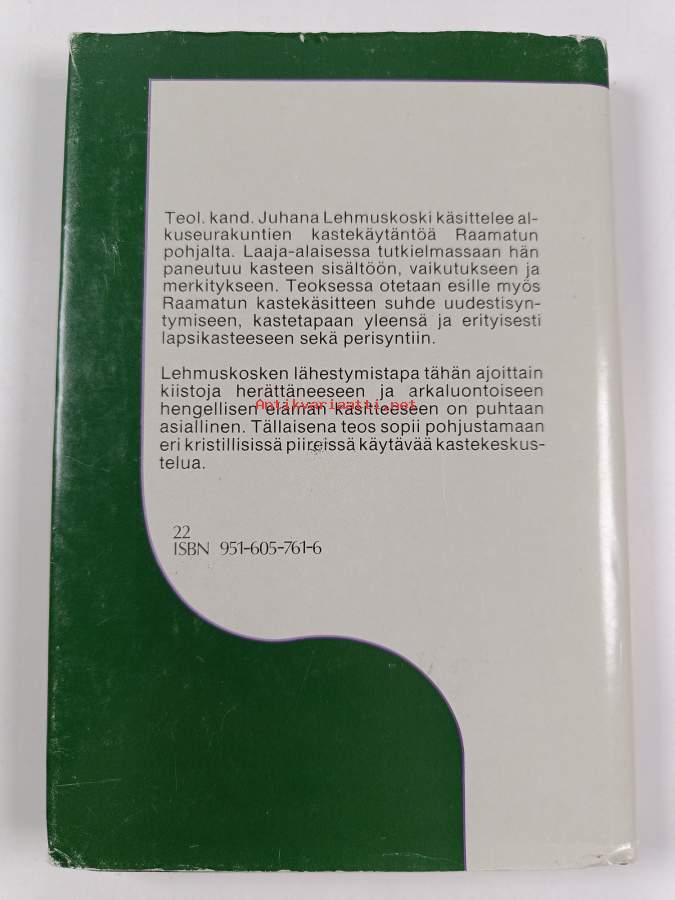 Teol. kand. Juhana Lehmuskoski käsittelee al-
kuseurakuntien kastekäytäntöä Raamatun
pohjalta. Laaja-alaisessa tutkielmassaan hän
paneutuu kasteen sisältöön, vaikutukseen ja
merkitykseen. Teoksessa otetaan esille myös
Raamatun kastekäsitteen suhde uudestisyn-
tymiseen, kastetapaan yleensä ja erityisesti
lapsikasteeseen sekä perisyntiin.
Lehmuskosken lähestymistapa tähän ajoittain
kiistoja herättäneeseen ja arkaluontoiseen
hengellisen elämän käsitteeseen on puhtaan
Antikvariaatti.net
asiallinen. Tällaisena teos sopii pohjustamaan
eri kristillisissä piireissä käytävää kastekeskus-
telua.
22
ISBN 951-605-761-6